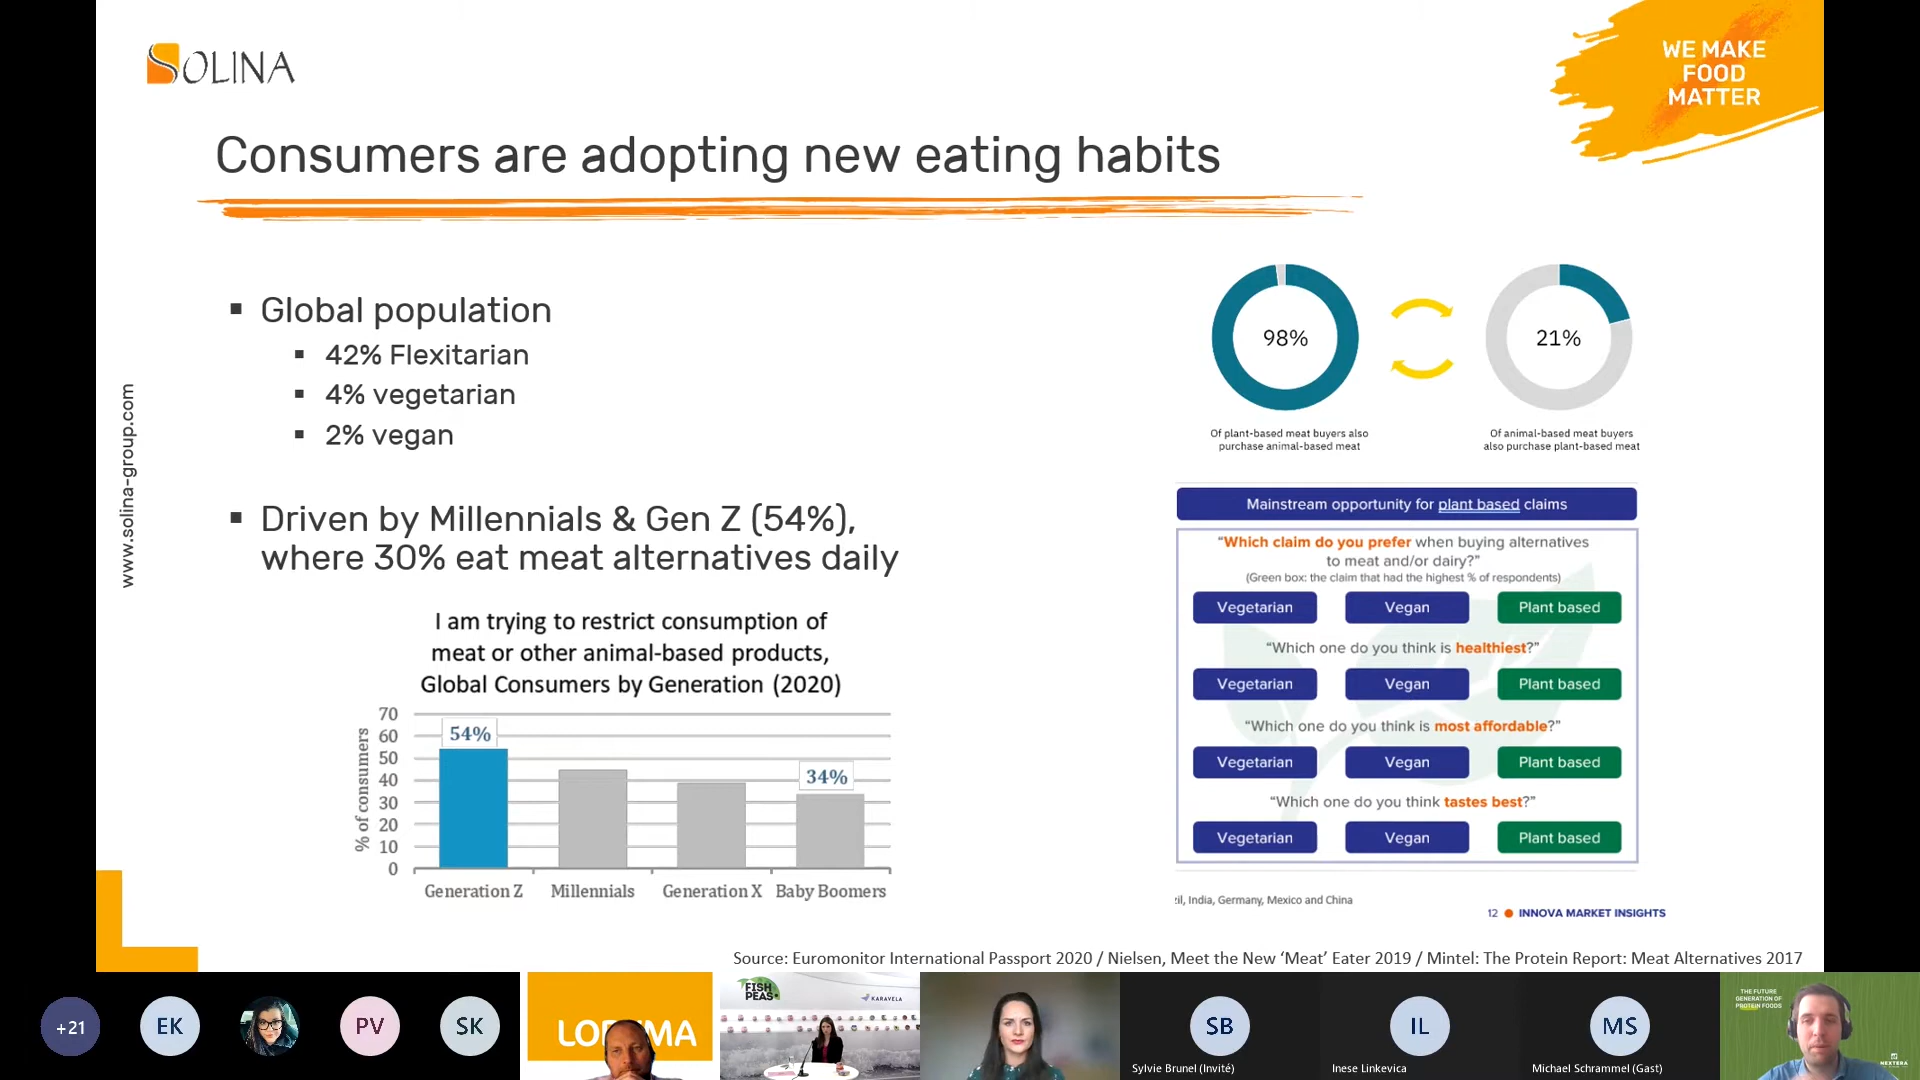 SOLINA
WE MAKE
FOOD
MATTER
Consumers are adopting new eating habits
www.solina-group.com
▪ Global population
▪ 42% Flexitarian
▪ 4% vegetarian
▪ 2% vegan
▪ Driven by Millennials & Gen Z (54%),
where 30% eat meat alternatives daily
I am trying to restrict consumption of
meat or other animal-based products,
Global Consumers by Generation (2020)
% of consumers
70
60
50
40
30
20
10
0
54%
34%
Generation Z Millennials Generation X Baby Boomers
98%
21%
Of plant-based meat buyers also
purchase animal-based meat
Of animal-based meat buyers
also purchase plant-based meat
Mainstream opportunity for plant based claims
“Which claim do you prefer when buying alternatives
to meat and/or dairy?”
(Green box: the claim that had the highest % of respondents)
Vegetarian Vegan Plant based
“Which one do you think is healthiest?”
Vegetarian Vegan Plant based
“Which one do you think is most affordable?”
Vegetarian Vegan Plant based
“Which one do you think tastes best?”
Vegetarian Vegan Plant based
India, Germany, Mexico and China
12 INNOVA MARKET INSIGHTS
Source: Euromonitor International Passport 2020 / Nielsen, Meet the New ‘Meat’ Eater 2019 / Mintel: The Protein Report: Meat Alternatives 2017
+21
EK
PV
SK
FISH
PEAS
KARAVELA
SB
Sylvie Brunel (Invité)
IL
Inese Linkevica
MS
Michael Schrammel (Gast)
THE FUTURE
GENERATION OF
PROTEIN FOODS
NEXTERA